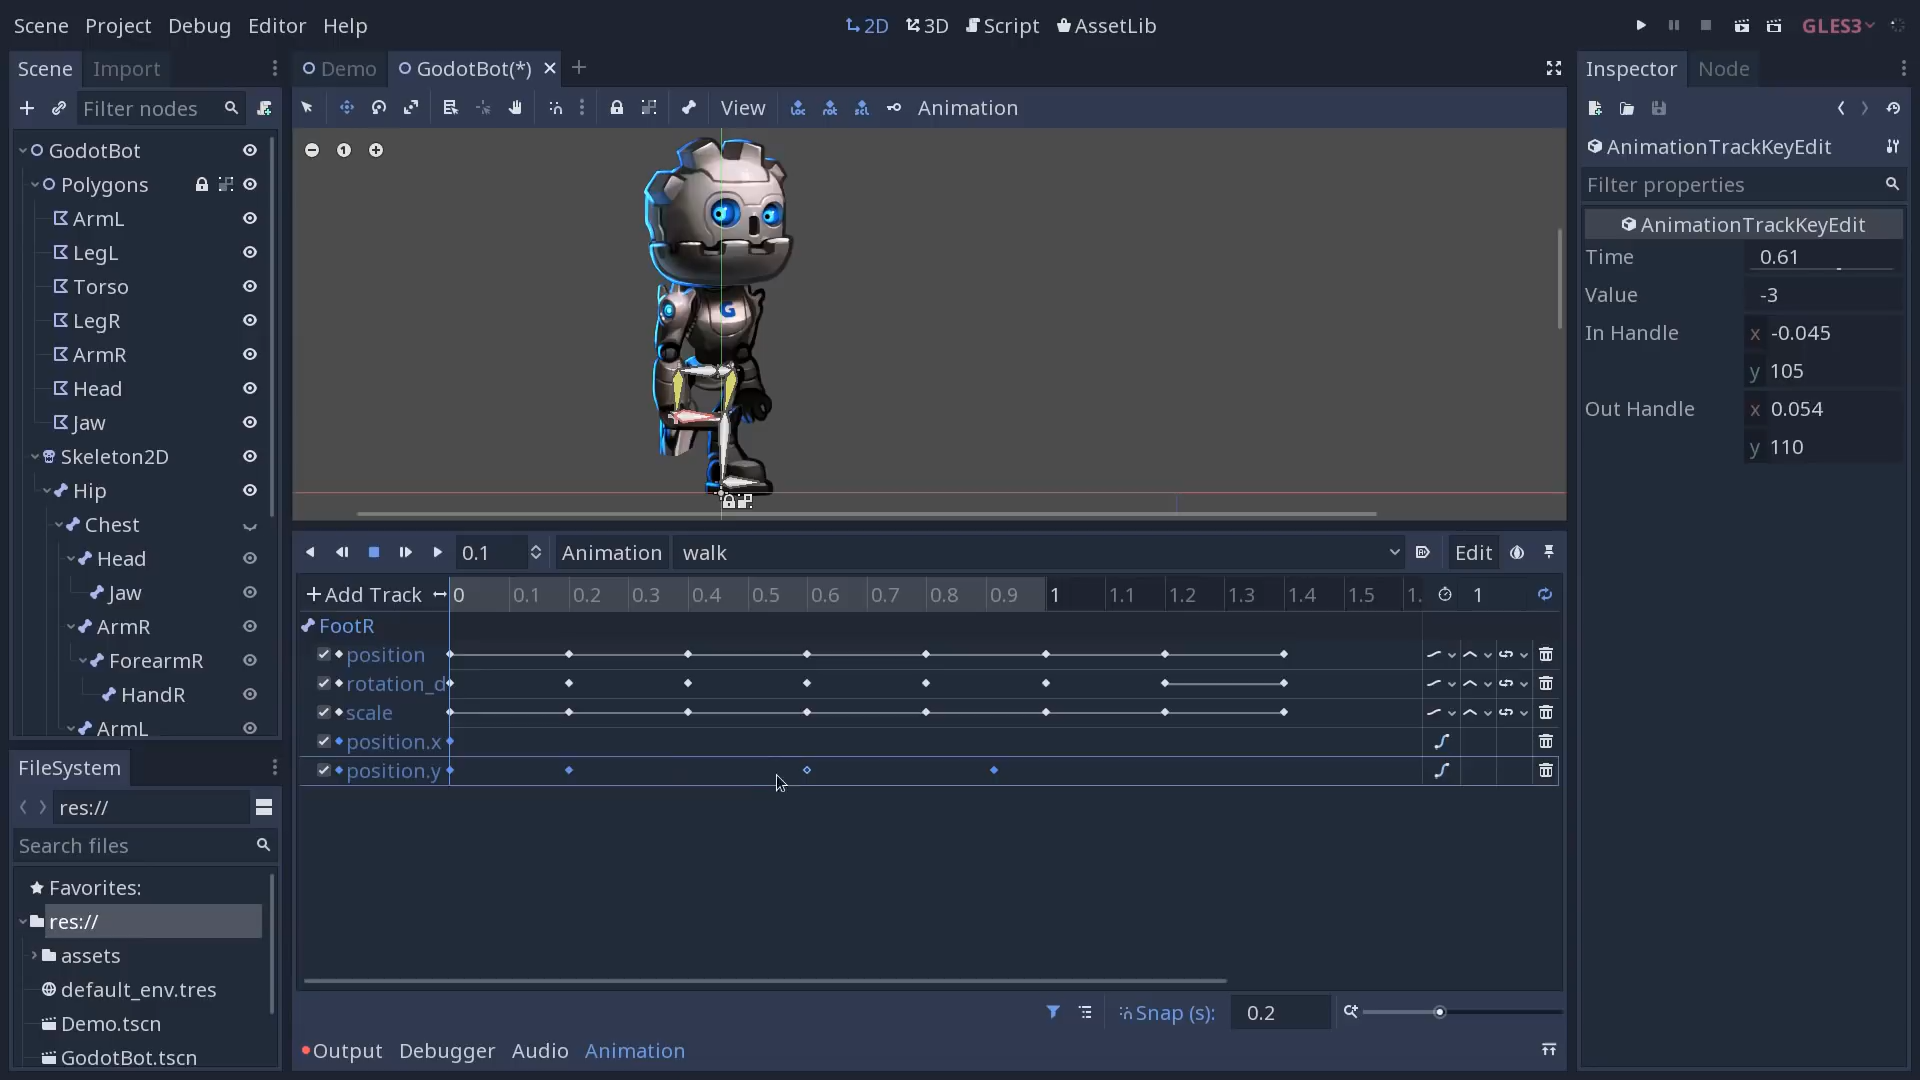 Scene Project Debug Editor Help
2D 3D Script AssetLib
GLES3
Scene Import
Filter nodes
GodotBot
Polygons
ArmL
LegL
Torso
LegR
ArmR
Head
Jaw
Skeleton2D
Hip
Chest
Head
Jaw
ArmR
ForearmR
HandR
ArmL
FileSystem
res://
Search files
Favorites:
res://
assets
default_env.tres
Demo.tscn
GodotBot.tscn
Demo GodotBot(*)
View Animation
G
0.1 Animation walk Edit
Add Track 0 0.1 0.2 0.3 0.4 0.5 0.6 0.7 0.8 0.9 1 1.1 1.2 1.3 1.4 1.5 1. 1
FootR
position
rotation_d
scale
position.x
position.y
Snap (s): 0.2
Output Debugger Audio Animation
Inspector Node
AnimationTrackKeyEdit
Filter properties
AnimationTrackKeyEdit
Time 0.61
Value -3
In Handle x -0.045
y 105
Out Handle x 0.054
y 110